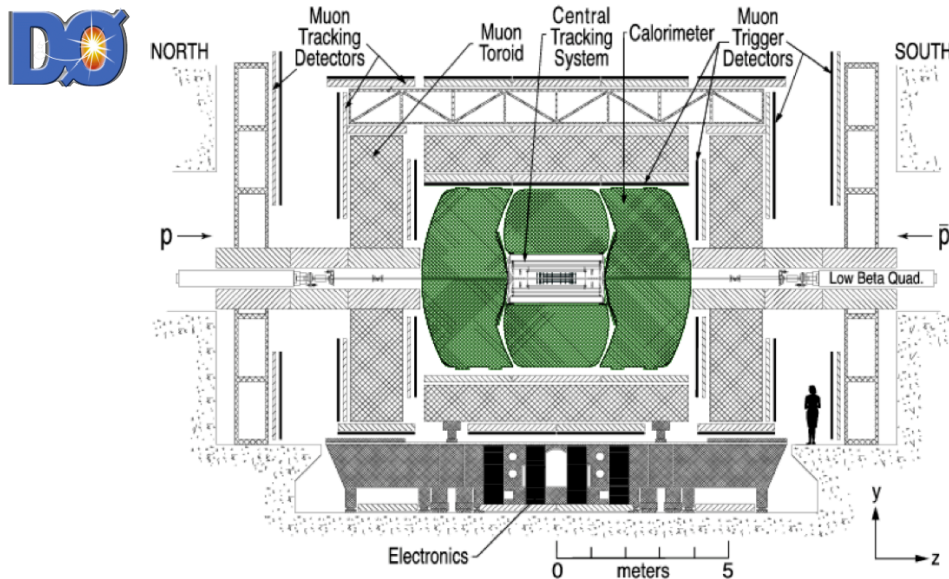 DØ
NORTH
Muon
Tracking
Detectors
Muon
Toroid
Central
Tracking
System
Calorimeter
Muon
Trigger
Detectors
SOUTH
p
p̅
Low Beta Quad.
Electronics
0 meters 5
y
z